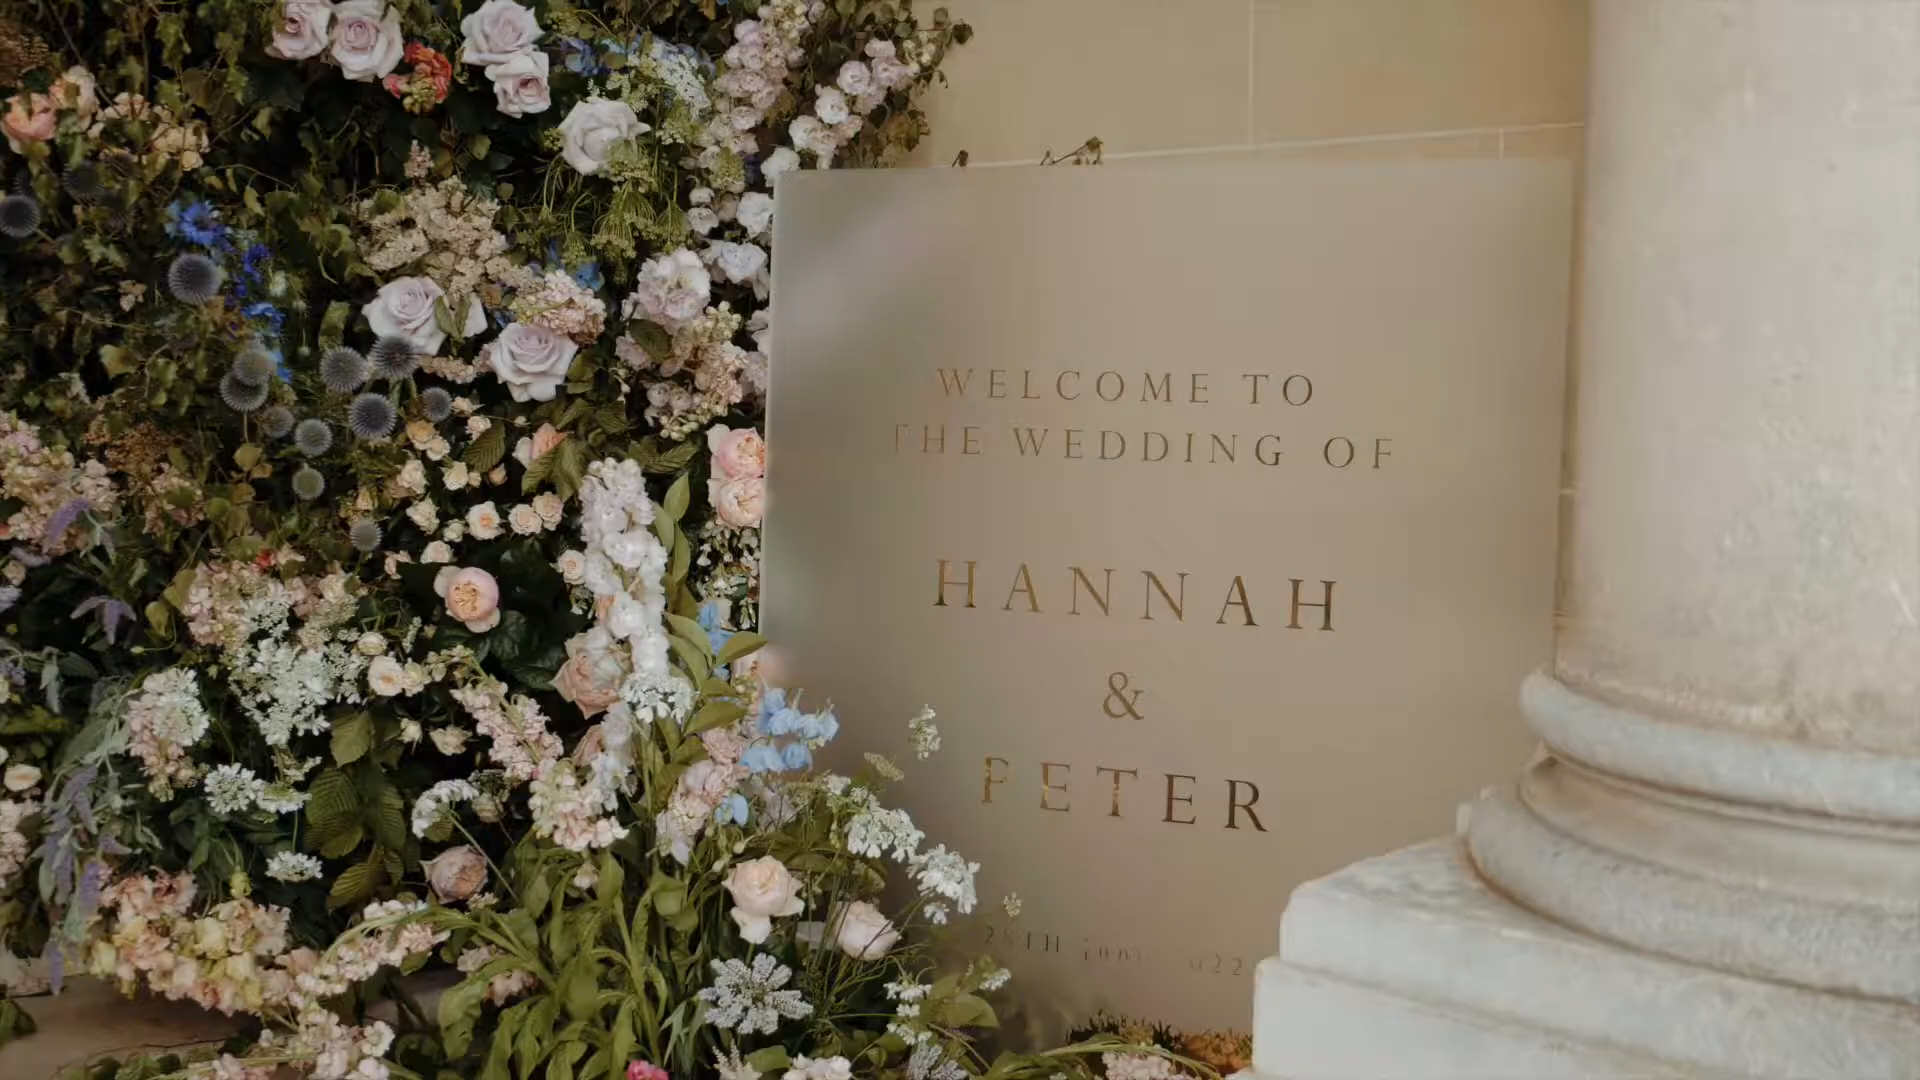 WELCOME TO
THE WEDDING OF
HANNAH
&
PETER